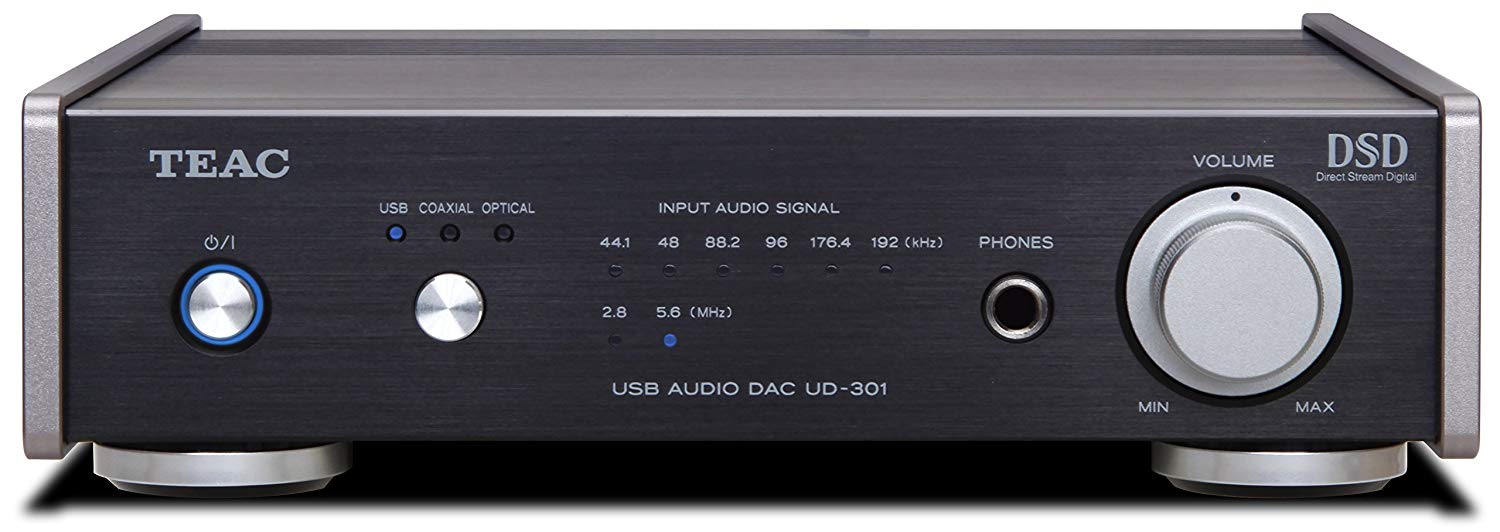 TEAC
DSD
Direct Stream Digital
VOLUME
USB COAXIAL OPTICAL
INPUT AUDIO SIGNAL
⏻/I
44.1 48 88.2 96 176.4 192 (kHz)
PHONES
2.8 5.6 (MHz)
USB AUDIO DAC UD-301
MIN MAX